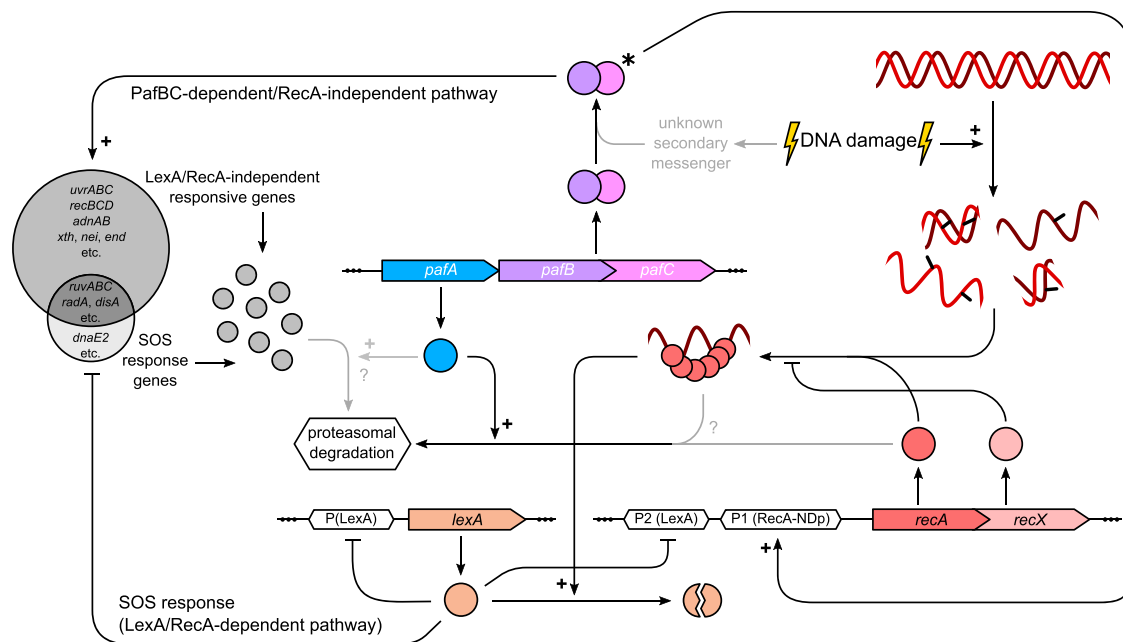 *
PafBC-dependent/RecA-independent pathway
+
unknown
secondary
messenger
DNA damage
+
LexA/RecA-independent
responsive genes
uvrABC
recBCD
adnAB
xth, nei, end
etc.
ruvABC
radA, disA
etc.
dnaE2
etc.
SOS
response
genes
pafA
pafB
pafC
+
?
+
?
proteasomal
degradation
P(LexA)
lexA
P2 (LexA)
P1 (RecA-NDp)
recA
recX
+
+
SOS response
(LexA/RecA-dependent pathway)